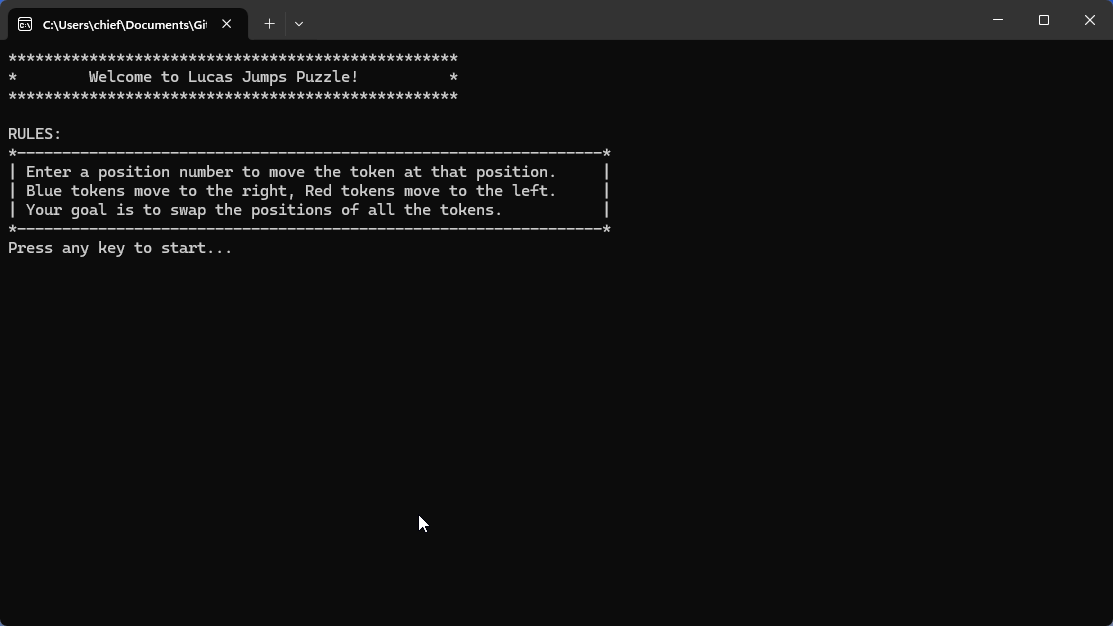 C:\Users\chief\Documents\Git
**************************************************
*        Welcome to Lucas Jumps Puzzle!          *
**************************************************
RULES:
*-----------------------------------------------------------------*
| Enter a position number to move the token at that position.     |
| Blue tokens move to the right, Red tokens move to the left.     |
| Your goal is to swap the positions of all the tokens.           |
*-----------------------------------------------------------------*
Press any key to start...